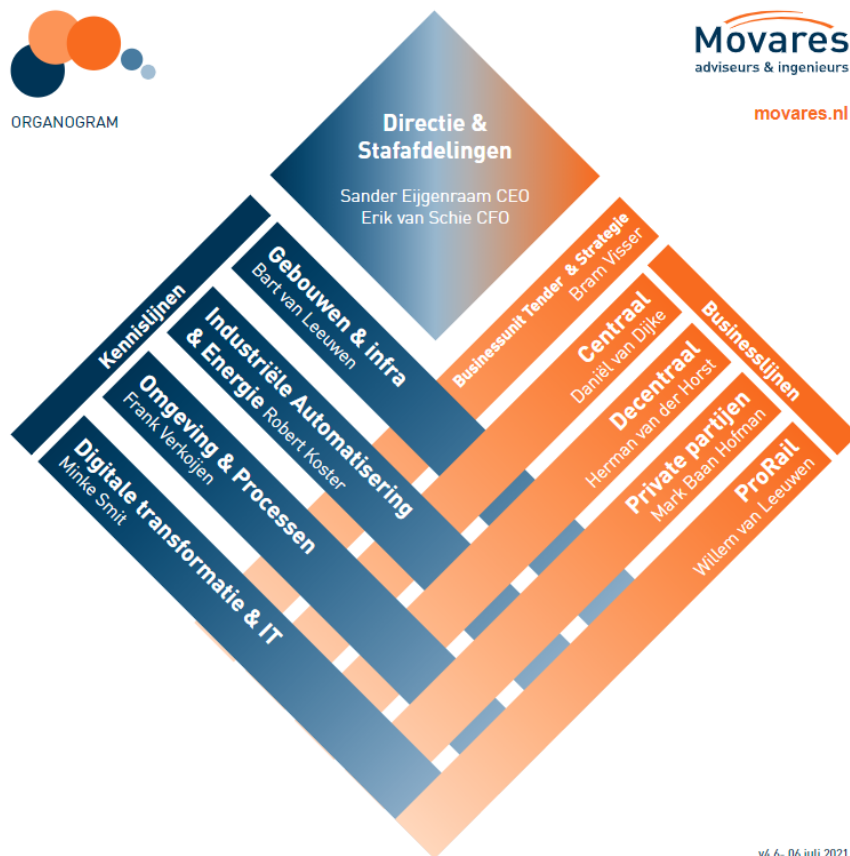 ORGANOGRAM
Movares
adviseurs & ingenieurs
movares.nl
Directie &
Stafafdelingen
Sander Eijgenraam CEO
Erik van Schie CFO
Kennislijnen
Gebouwen & infra
Bart van Leeuwen
Industriële Automatisering
& Energie Robert Koster
Omgeving & Processen
Frank Verkoijen
Digitale transformatie & IT
Minke Smit
Businessunit Tender & Strategie
Bram Visser
Centraal
Daniël van Dijke
Decentraal
Herman van der Horst
Private partijen
Mark Baan Hofman
ProRail
Willem van Leeuwen
Businesslijnen
v4.6- 06 juli 2021